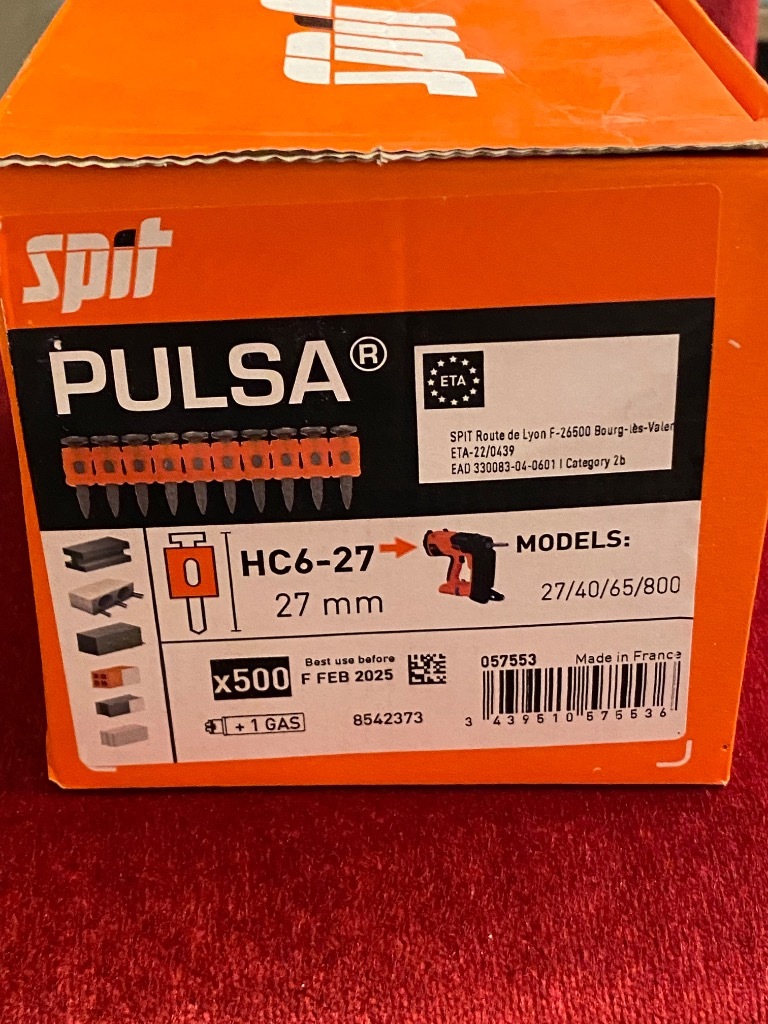 spit
spit
PULSA®
ETA
SPIT Route de Lyon F-26500 Bourg-lès-Valen
ETA-22/0439
EAD 330083-04-0601 | Category 2b
HC6-27
27 mm
MODELS:
27/40/65/800
x500
Best use before
F FEB 2025
+ 1 GAS
8542373
057553
Made in France
3 439510 575536